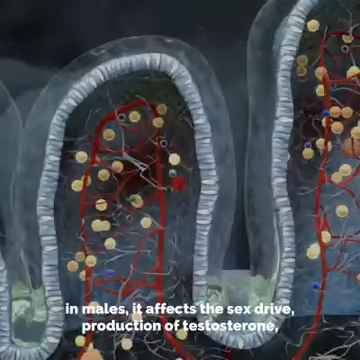 in males, it affects the sex drive,
production of testosterone,